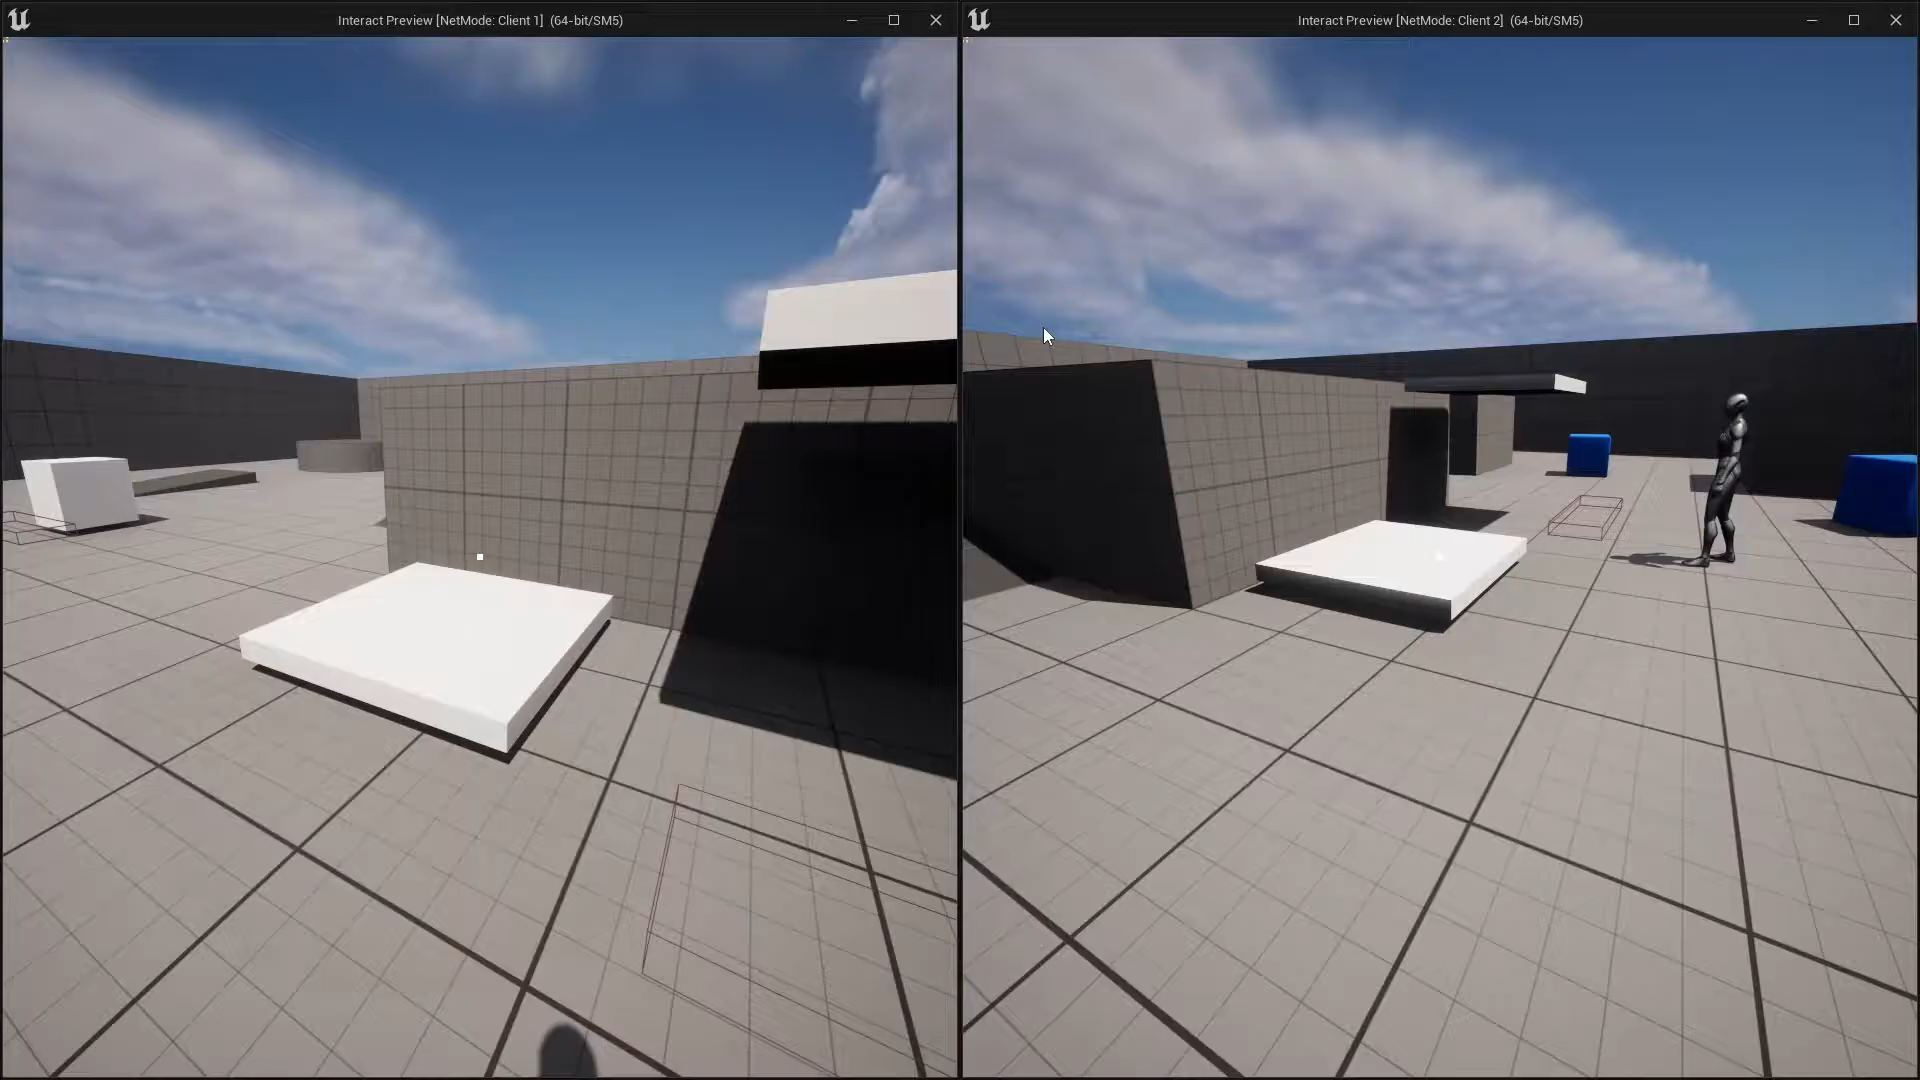 Interact Preview [NetMode: Client 1]  (64-bit/SM5)
Interact Preview [NetMode: Client 2]  (64-bit/SM5)